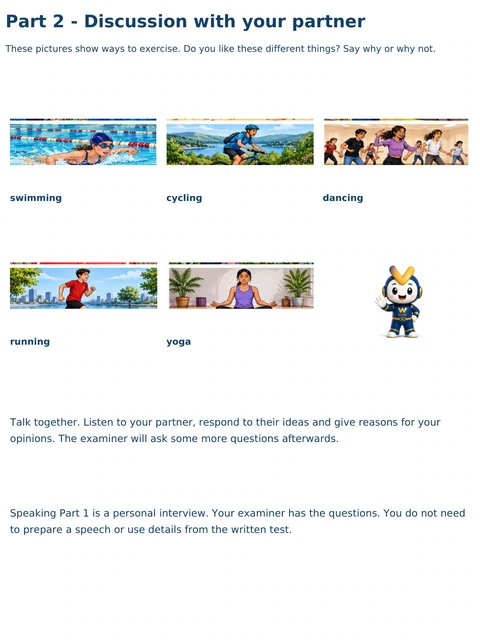 Part 2 - Discussion with your partner
These pictures show ways to exercise. Do you like these different things? Say why or why not.
swimming
cycling
dancing
running
yoga
W
Talk together. Listen to your partner, respond to their ideas and give reasons for your
opinions. The examiner will ask some more questions afterwards.
Speaking Part 1 is a personal interview. Your examiner has the questions. You do not need
to prepare a speech or use details from the written test.